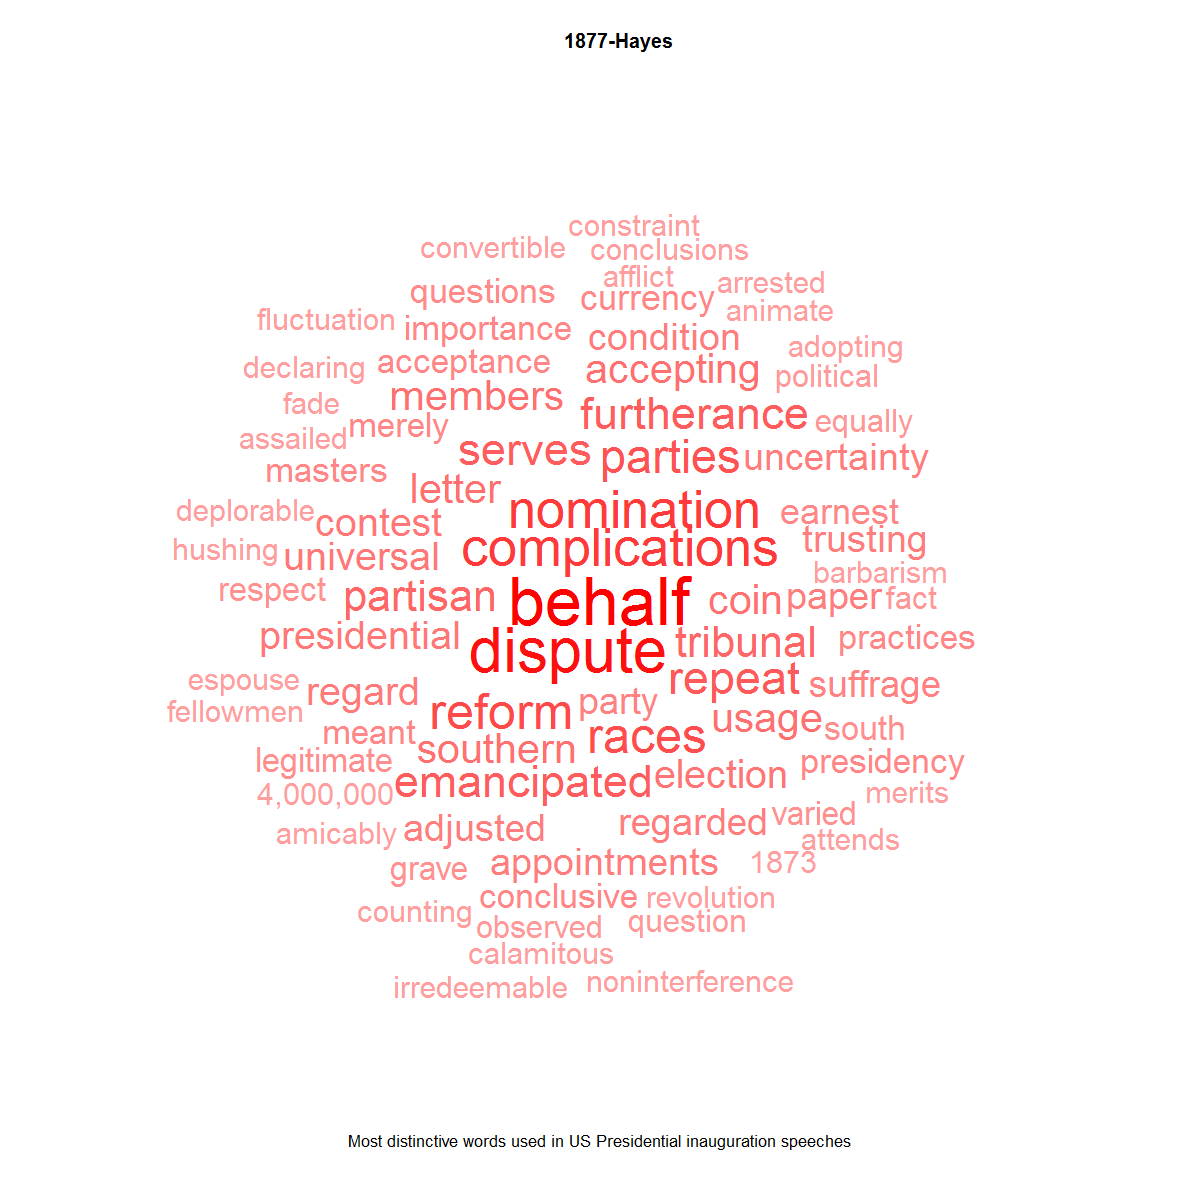 1877-Hayes
constraint
convertible conclusions
afflict arrested
questions currency
animate
fluctuation importance condition
adopting
declaring acceptance accepting political
fade members furtherance equally
assailed merely serves parties uncertainty
masters letter
deplorable contest nomination earnest
hushing universal complications trusting
barbarism
respect partisan behalf coin paper fact
presidential dispute tribunal practices
espouse regard repeat suffrage
fellowmen reform party usage south
meant southern races
legitimate emancipated election presidency
4,000,000 merits
amicably adjusted regarded varied
attends
grave appointments 1873
conclusive revolution
counting observed question
calamitous
irredeemable noninterference
Most distinctive words used in US Presidential inauguration speeches